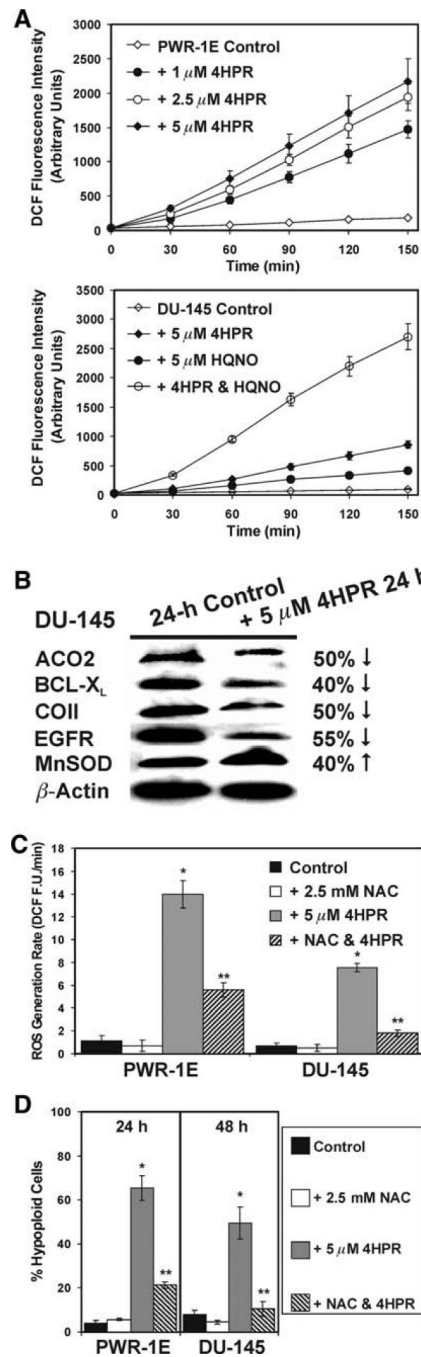 A
DCF Fluorescence Intensity
(Arbitrary Units)
3000
2500
2000
1500
1000
500
0
PWR-1E Control
+ 1 μM 4HPR
+ 2.5 μM 4HPR
+ 5 μM 4HPR
0 30 60 90 120 150
Time (min)
DCF Fluorescence Intensity
(Arbitrary Units)
3500
3000
2500
2000
1500
1000
500
0
DU-145 Control
+ 5 μM 4HPR
+ 5 μM HQNO
+ 4HPR & HQNO
0 30 60 90 120 150
Time (min)
B
DU-145
24-h Control
+ 5 μM 4HPR 24 h
ACO2 50% ↓
BCL-XL 40% ↓
COII 50% ↓
EGFR 55% ↓
MnSOD 40% ↑
β-Actin
C
ROS Generation Rate (DCF F.U./min)
18
16
14
12
10
8
6
4
2
0
Control
+ 2.5 mM NAC
+ 5 μM 4HPR
+ NAC & 4HPR
*
**
*
**
PWR-1E DU-145
D
% Hypoploid Cells
100
80
60
40
20
0
24 h 48 h
*
**
*
**
PWR-1E DU-145
Control
+ 2.5 mM NAC
+ 5 μM 4HPR
+ NAC & 4HPR